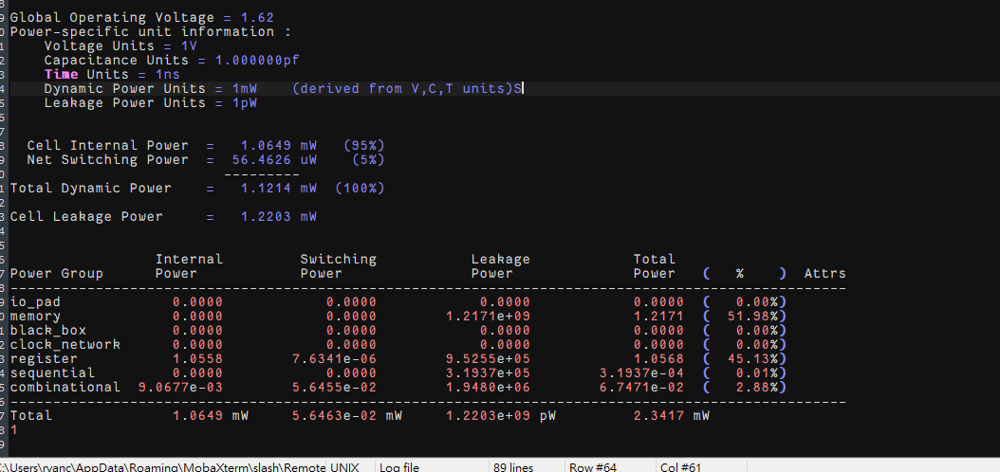 Global Operating Voltage = 1.62
Power-specific unit information :
    Voltage Units = 1V
    Capacitance Units = 1.000000pf
    Time Units = 1ns
    Dynamic Power Units = 1mW    (derived from V,C,T units)S
    Leakage Power Units = 1pW
  Cell Internal Power  =   1.0649 mW   (95%)
  Net Switching Power  =  56.4626 uW    (5%)
                         ---------
Total Dynamic Power    =   1.1214 mW  (100%)
Cell Leakage Power     =   1.2203 mW
                 Internal         Switching           Leakage            Total
Power Group      Power            Power               Power              Power   (   %    )  Attrs
--------------------------------------------------------------------------------------------------
io_pad             0.0000            0.0000            0.0000            0.0000  (   0.00%)
memory             0.0000            0.0000        1.2171e+09            1.2171  (  51.98%)
black_box          0.0000            0.0000            0.0000            0.0000  (   0.00%)
clock_network      0.0000            0.0000            0.0000            0.0000  (   0.00%)
register           1.0558        7.6341e-06        9.5255e+05            1.0568  (  45.13%)
sequential         0.0000            0.0000        3.1937e+05        3.1937e-04  (   0.01%)
combinational  9.0677e-03        5.6455e-02        1.9480e+06        6.7471e-02  (   2.88%)
--------------------------------------------------------------------------------------------------
Total              1.0649 mW     5.6463e-02 mW     1.2203e+09 pW         2.3417 mW
1
C:\Users\ryanc\AppData\Roaming\MobaXterm\slash\Remote UNIX Log file 89 lines Row #64 Col #61